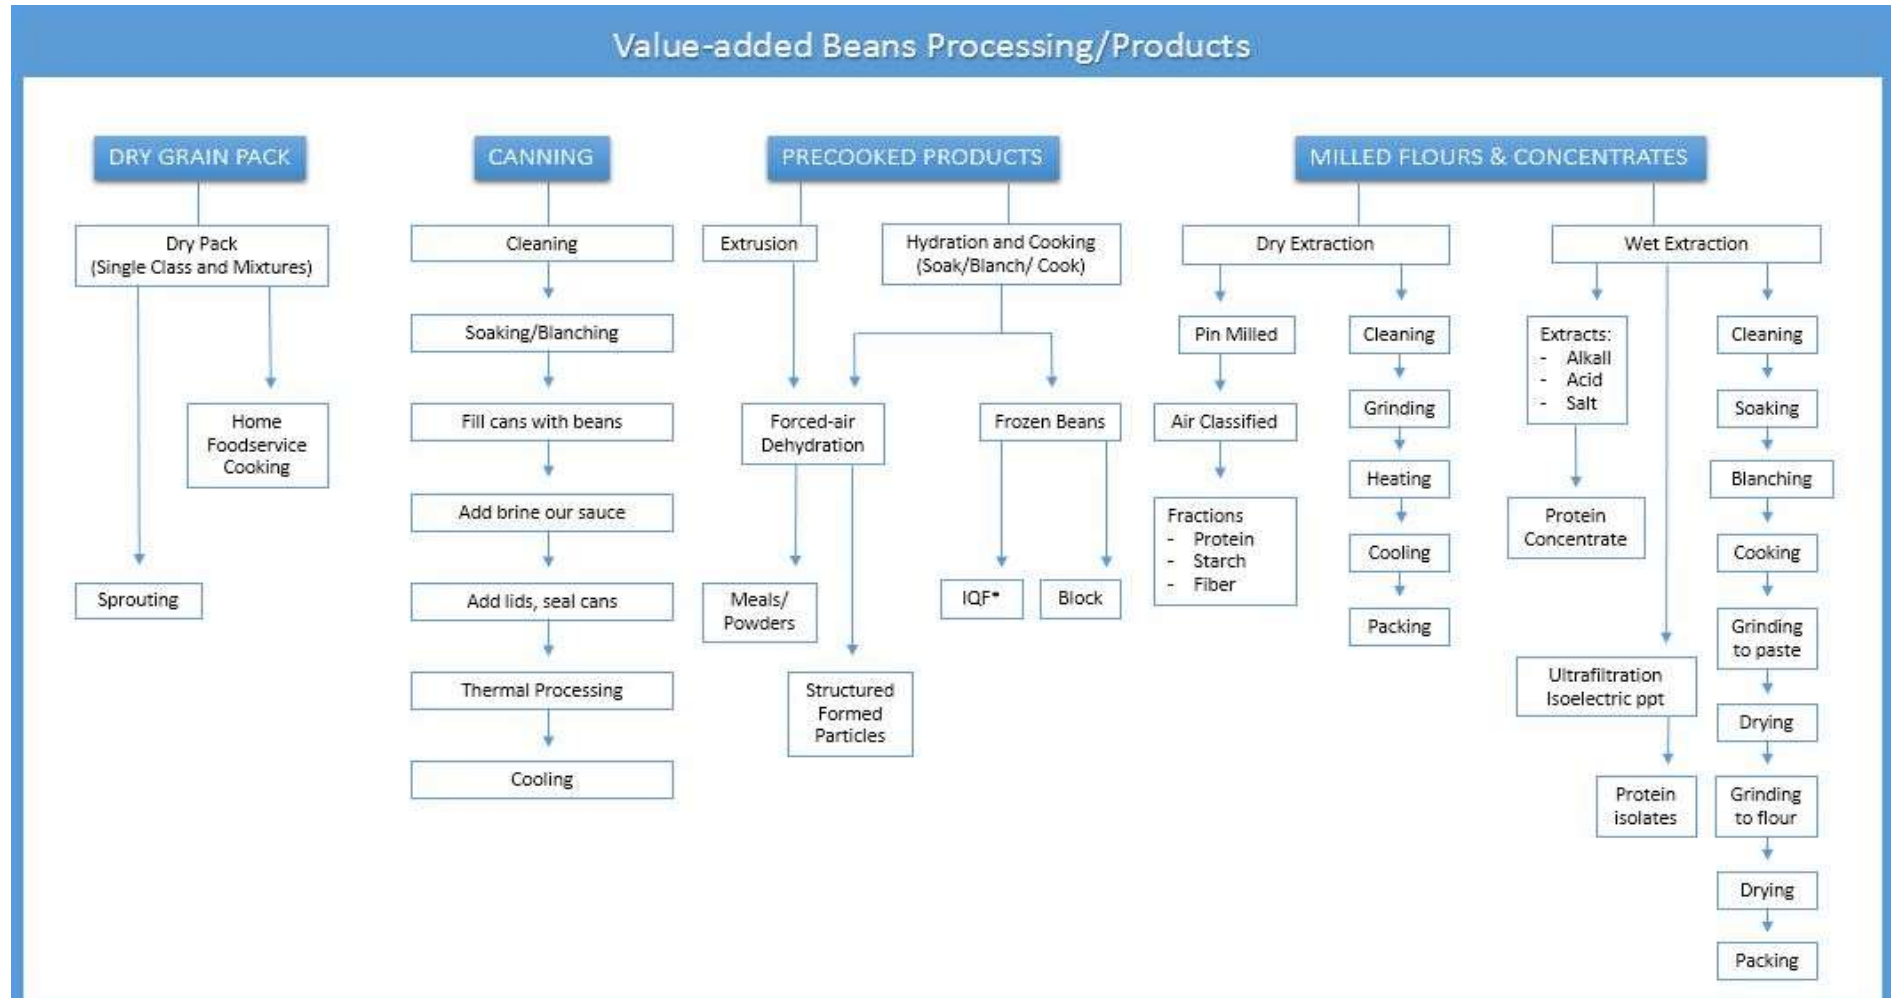 Value-added Beans Processing/Products
DRY GRAIN PACK
Dry Pack
(Single Class and Mixtures)
Home
Foodservice
Cooking
Sprouting
CANNING
Cleaning
Soaking/Blanching
Fill cans with beans
Add brine our sauce
Add lids, seal cans
Thermal Processing
Cooling
PRECOOKED PRODUCTS
Extrusion
Hydration and Cooking
(Soak/Blanch/ Cook)
Forced-air
Dehydration
Frozen Beans
Meals/
Powders
Structured
Formed
Particles
IQF*
Block
MILLED FLOURS & CONCENTRATES
Dry Extraction
Pin Milled
Air Classified
Fractions
- Protein
- Starch
- Fiber
Cleaning
Grinding
Heating
Cooling
Packing
Wet Extraction
Extracts:
- Alkall
- Acid
- Salt
Protein
Concentrate
Ultrafiltration
Isoelectric ppt
Protein
isolates
Cleaning
Soaking
Blanching
Cooking
Grinding
to paste
Drying
Grinding
to flour
Drying
Packing